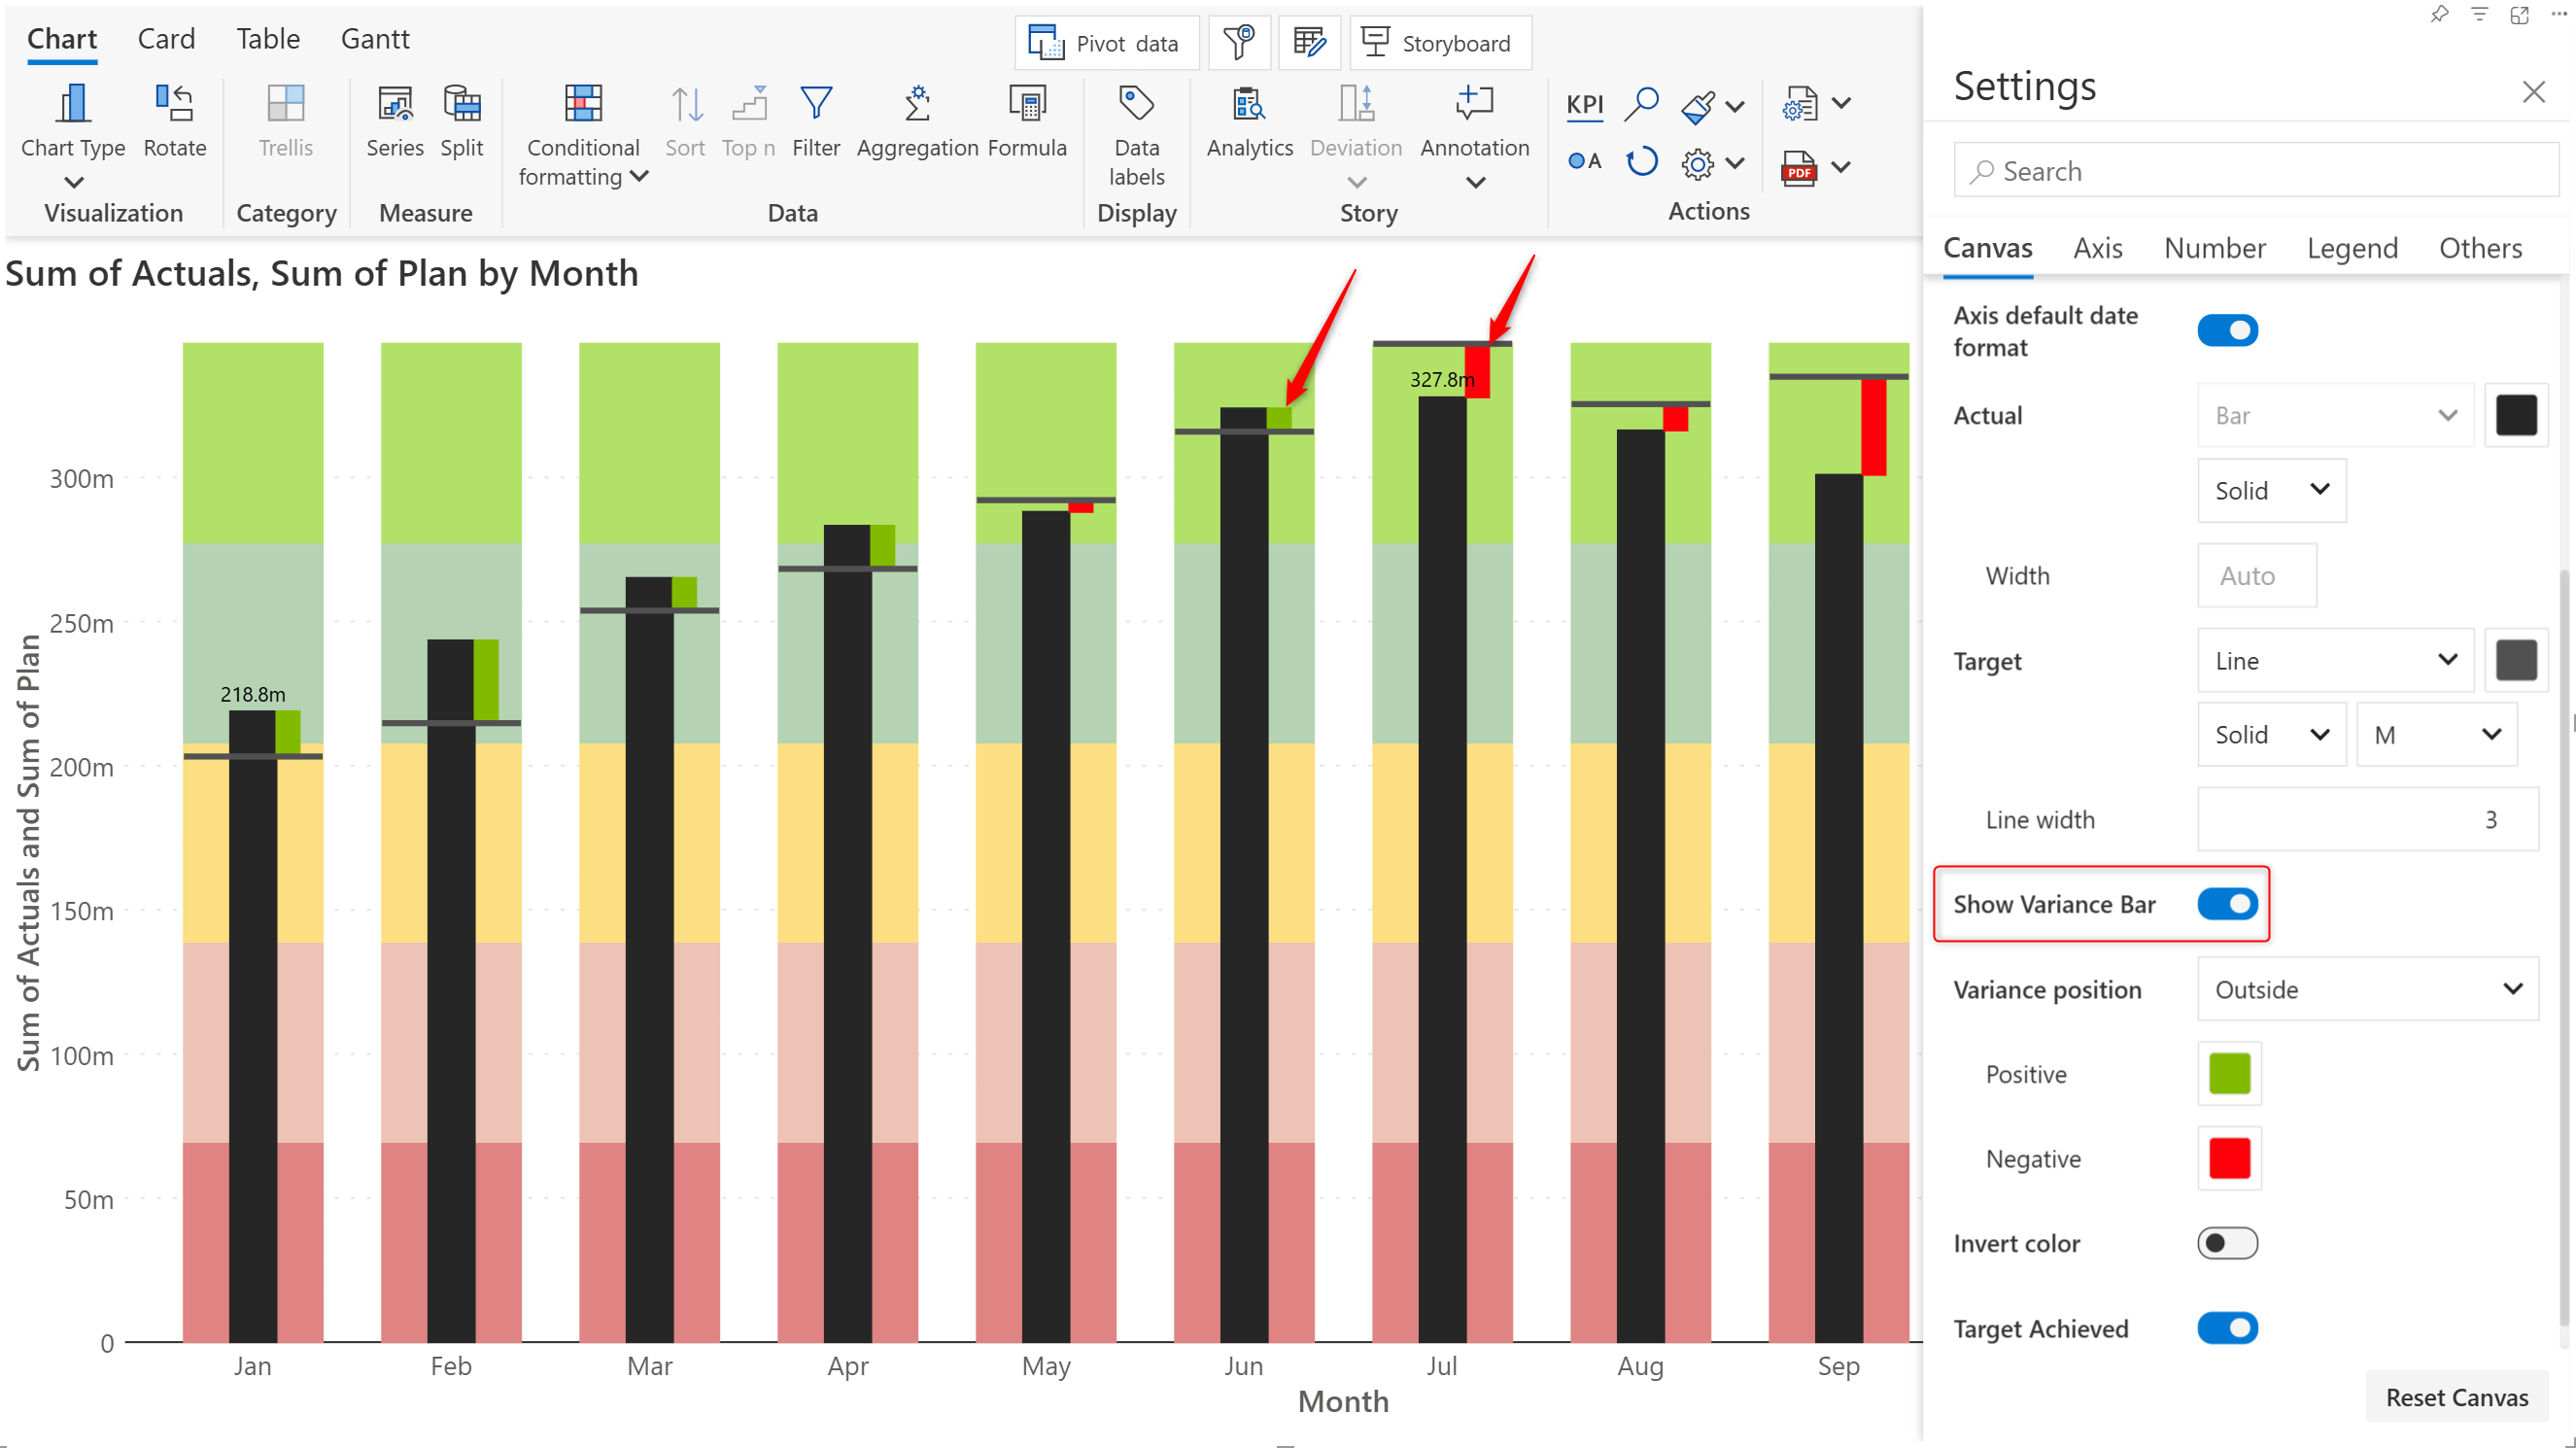 Chart Card Table Gantt
Pivot data Storyboard
Chart Type Rotate Trellis Series Split Conditional formatting Sort Top n Filter Aggregation Formula Data labels Analytics Deviation Annotation KPI A PDF
Visualization Category Measure Data Display Story Actions
Sum of Actuals, Sum of Plan by Month
Sum of Actuals and Sum of Plan
300m
250m
200m
150m
100m
50m
0
218.8m
327.8m
Jan Feb Mar Apr May Jun Jul Aug Sep
Month
Settings
Search
Canvas Axis Number Legend Others
Axis default date
format
Actual Bar
Solid
Width Auto
Target Line
Solid M
Line width 3
Show Variance Bar
Variance position Outside
Positive
Negative
Invert color
Target Achieved
Reset Canvas